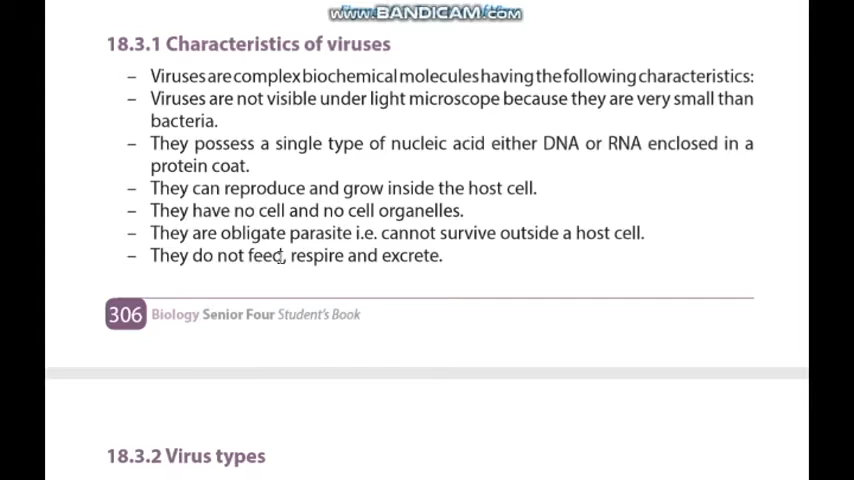 www.BANDICAM.com
18.3.1 Characteristics of viruses
– Viruses are complex biochemical molecules having the following characteristics:
– Viruses are not visible under light microscope because they are very small than
bacteria.
– They possess a single type of nucleic acid either DNA or RNA enclosed in a
protein coat.
– They can reproduce and grow inside the host cell.
– They have no cell and no cell organelles.
– They are obligate parasite i.e. cannot survive outside a host cell.
– They do not feed, respire and excrete.
306 Biology Senior Four Student's Book
18.3.2 Virus types